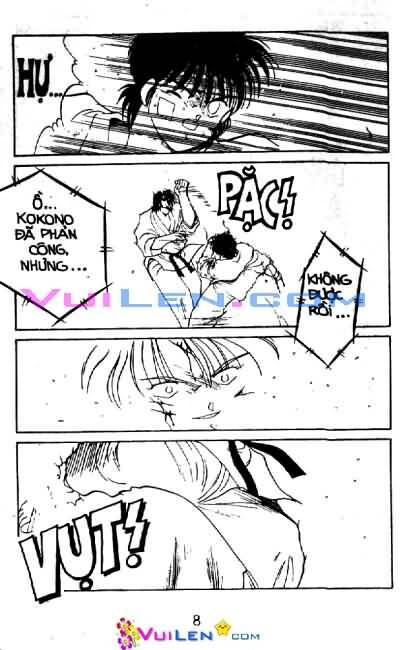 HỰ...
Ồ...
KOKONO
ĐÃ PHẢN
CÔNG,
NHƯNG...
PẶC!
KHÔNG
ĐƯỢC
RỒI...
VUILEN.COM
VỤT!
8
VUILEN.COM